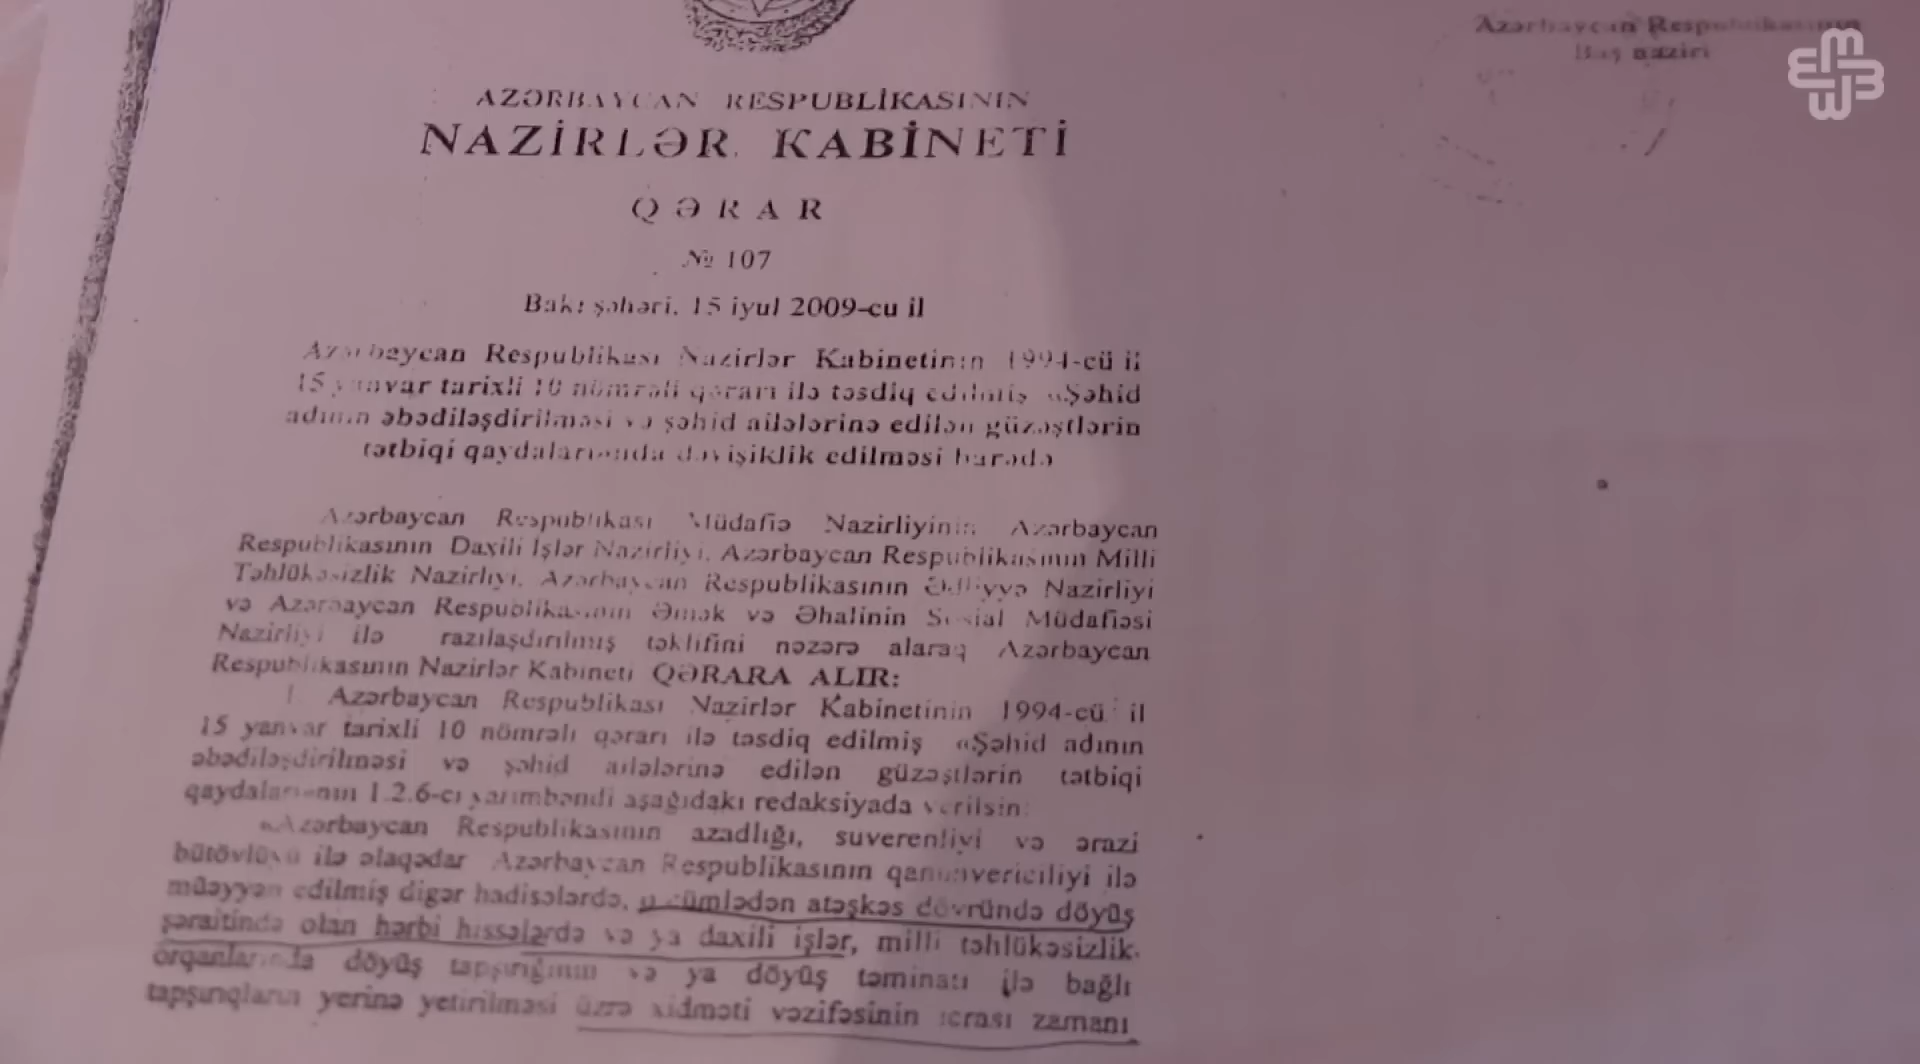 Azərbaycan Respublikasının
Baş naziri
AZƏRBAYCAN RESPUBLİKASININ
NAZİRLƏR KABİNETİ
QƏRAR
№ 107
Bakı şəhəri, 15 iyul 2009-cu il
Azərbaycan Respublikası Nazirlər Kabinetinin 1994-cü il
15 yanvar tarixli 10 nömrəli qərarı ilə təsdiq edilmiş «Şəhid
adının əbədiləşdirilməsi və şəhid ailələrinə edilən güzəştlərin
tətbiqi qaydaları»nda dəyişiklik edilməsi barədə
Azərbaycan Respublikası Müdafiə Nazirliyinin Azərbaycan
Respublikasının Daxili İşlər Nazirliyi, Azərbaycan Respublikasının Milli
Təhlükəsizlik Nazirliyi, Azərbaycan Respublikasının Ədliyyə Nazirliyi
və Azərbaycan Respublikasının Əmək və Əhalinin Sosial Müdafiəsi
Nazirliyi ilə razılaşdırılmış təklifini nəzərə alaraq Azərbaycan
Respublikasının Nazirlər Kabineti QƏRARA ALIR:
1. Azərbaycan Respublikası Nazirlər Kabinetinin 1994-cü il
15 yanvar tarixli 10 nömrəli qərarı ilə təsdiq edilmiş «Şəhid adının
əbədiləşdirilməsi və şəhid ailələrinə edilən güzəştlərin tətbiqi
qaydaları»nın 1.2.6-cı yarımbəndi aşağıdakı redaksiyada verilsin:
«Azərbaycan Respublikasının azadlığı, suverenliyi və ərazi
bütövlüyü ilə əlaqədar Azərbaycan Respublikasının qanunvericiliyi ilə
müəyyən edilmiş digər hadisələrdə, o cümlədən atəşkəs dövründə döyüş
şəraitində olan hərbi hissələrdə və ya daxili işlər, milli təhlükəsizlik
orqanlarında döyüş tapşırığının və ya döyüş təminatı ilə bağlı
tapşırıqların yerinə yetirilməsi üzrə xidməti vəzifəsinin icrası zamanı